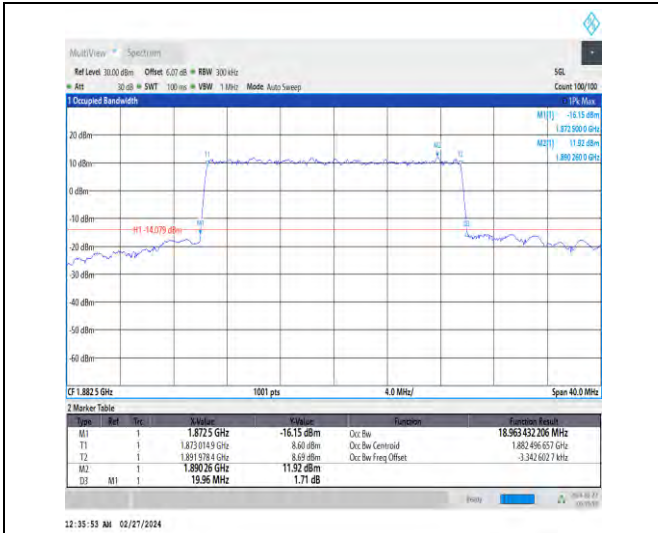 MultiView Spectrum
Ref Level 30.00 dBm Offset 6.07 dB RBW 300 kHz SGL
Att 30 dB SWT 100 ms VBW 1 MHz Mode Auto Sweep Count 100/100
1 Occupied Bandwidth 1Pk Max
M1[1] -16.15 dBm
1.872 500 0 GHz
M2[1] 11.92 dBm
1.890 260 0 GHz
20 dBm
10 dBm
0 dBm
-10 dBm
-20 dBm
-30 dBm
-40 dBm
-50 dBm
-60 dBm
T1
M2
T2
H1 -14.079 dBm
M1
D3
CF 1.882 5 GHz 1001 pts 4.0 MHz/ Span 40.0 MHz
2 Marker Table
Type Ref Trc X-Value Y-Value Function Function Result
M1 1 1.872 5 GHz -16.15 dBm Occ Bw 18.963 432 206 MHz
T1 1 1.873 014 9 GHz 8.60 dBm Occ Bw Centroid 1.882 496 657 GHz
T2 1 1.891 978 4 GHz 8.69 dBm Occ Bw Freq Offset -3.342 602 7 kHz
M2 1 1.890 26 GHz 11.92 dBm
D3 M1 1 19.96 MHz 1.71 dB
12:35:53 AM 02/27/2024